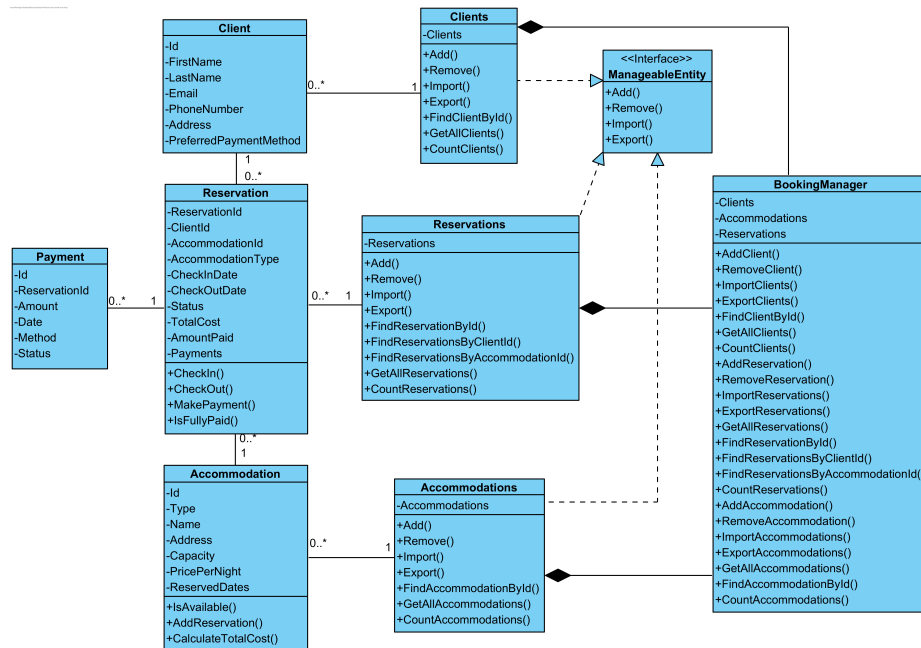 Client
-Id
-FirstName
-LastName
-Email
-PhoneNumber
-Address
-PreferredPaymentMethod
0..*
1
Clients
-Clients
+Add()
+Remove()
+Import()
+Export()
+FindClientById()
+GetAllClients()
+CountClients()
<<Interface>>
ManageableEntity
+Add()
+Remove()
+Import()
+Export()
1
0..*
Reservation
-ReservationId
-ClientId
-AccommodationId
-AccommodationType
-CheckInDate
-CheckOutDate
-Status
-TotalCost
-AmountPaid
-Payments
+CheckIn()
+CheckOut()
+MakePayment()
+IsFullyPaid()
Payment
-Id
-ReservationId
-Amount
-Date
-Method
-Status
0..*
1
0..*
1
Reservations
-Reservations
+Add()
+Remove()
+Import()
+Export()
+FindReservationById()
+FindReservationsByClientId()
+FindReservationsByAccommodationId()
+GetAllReservations()
+CountReservations()
BookingManager
-Clients
-Accommodations
-Reservations
+AddClient()
+RemoveClient()
+ImportClients()
+ExportClients()
+FindClientById()
+GetAllClients()
+CountClients()
+AddReservation()
+RemoveReservation()
+ImportReservations()
+ExportReservations()
+GetAllReservations()
+FindReservationById()
+FindReservationsByClientId()
+FindReservationsByAccommodationId(
+CountReservations()
+AddAccommodation()
+RemoveAccommodation()
+ImportAccommodations()
+ExportAccommodations()
+GetAllAccommodations()
+FindAccommodationById()
+CountAccommodations()
0..*
1
Accommodation
-Id
-Type
-Name
-Address
-Capacity
-PricePerNight
-ReservedDates
+IsAvailable()
+AddReservation()
+CalculateTotalCost()
0..*
1
Accommodations
-Accommodations
+Add()
+Remove()
+Import()
+Export()
+FindAccommodationById()
+GetAllAccommodations()
+CountAccommodations()